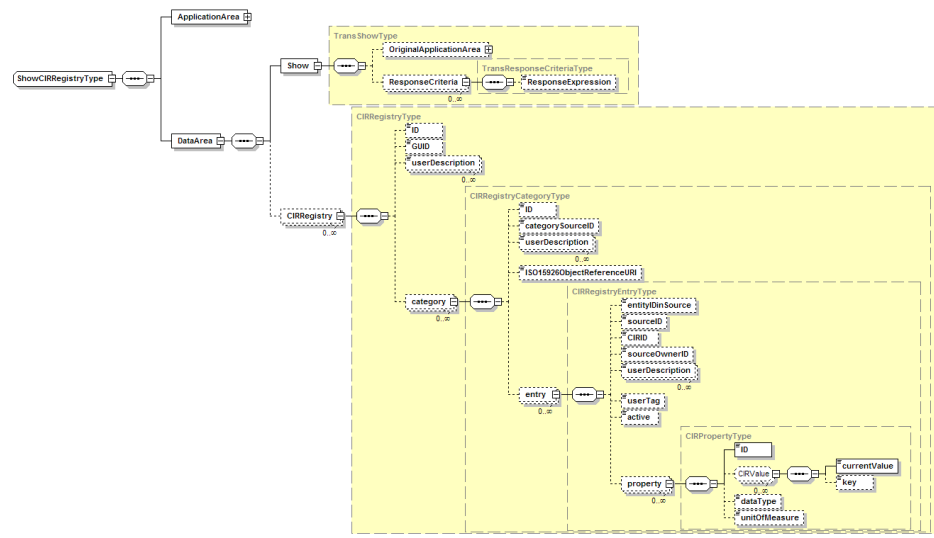 ApplicationArea
TransShowType
OriginalApplicationArea
TransResponseCriteriaType
Show
ShowCIRRegistryType
ResponseCriteria
ResponseExpression
0..∞
CIRRegistryType
ID
DataArea
GUID
userDescription
0..∞
CIRRegistryCategoryType
ID
CIRRegistry
categorySourceID
0..∞
userDescription
0..∞
ISO15926ObjectReferenceURI
CIRRegistryEntryType
category
entityIDinSource
0..∞
sourceID
CIRID
sourceOwnerID
userDescription
0..∞
entry
0..∞
userTag
active
CIRPropertyType
ID
currentValue
CIRValue
key
property
0..∞
0..∞
dataType
unitOfMeasure